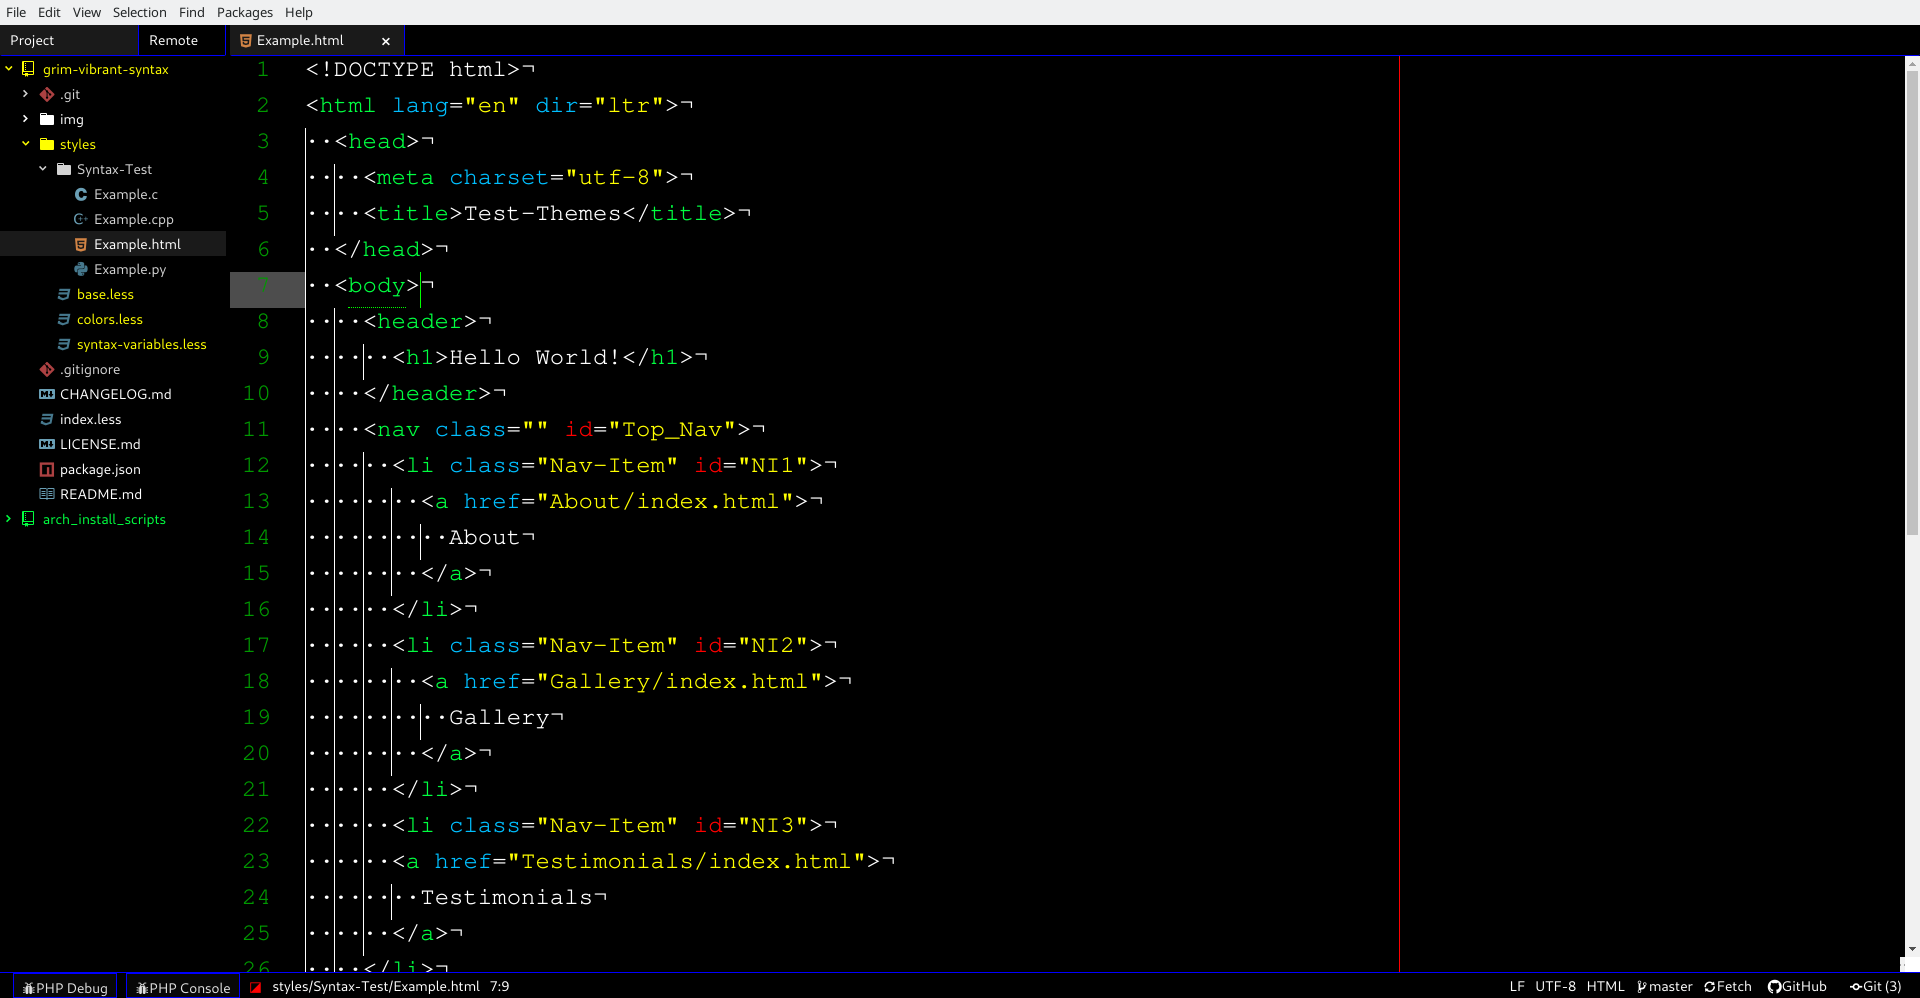 File Edit View Selection Find Packages Help
Project Remote Example.html ×
grim-vibrant-syntax
.git
img
styles
Syntax-Test
Example.c
Example.cpp
Example.html
Example.py
base.less
colors.less
syntax-variables.less
.gitignore
CHANGELOG.md
index.less
LICENSE.md
package.json
README.md
arch_install_scripts
1 <!DOCTYPE html>¬
2 <html lang="en" dir="ltr">¬
3 ··<head>¬
4 ····<meta charset="utf-8">¬
5 ····<title>Test-Themes</title>¬
6 ··</head>¬
7 ··<body>¬
8 ····<header>¬
9 ······<h1>Hello World!</h1>¬
10 ····</header>¬
11 ····<nav class="" id="Top_Nav">¬
12 ······<li class="Nav-Item" id="NI1">¬
13 ········<a href="About/index.html">¬
14 ··········About¬
15 ········</a>¬
16 ······</li>¬
17 ······<li class="Nav-Item" id="NI2">¬
18 ········<a href="Gallery/index.html">¬
19 ··········Gallery¬
20 ········</a>¬
21 ······</li>¬
22 ······<li class="Nav-Item" id="NI3">¬
23 ······<a href="Testimonials/index.html">¬
24 ········Testimonials¬
25 ······</a>¬
26 ····</li>¬
PHP Debug PHP Console styles/Syntax-Test/Example.html 7:9 LF UTF-8 HTML master Fetch GitHub Git (3)